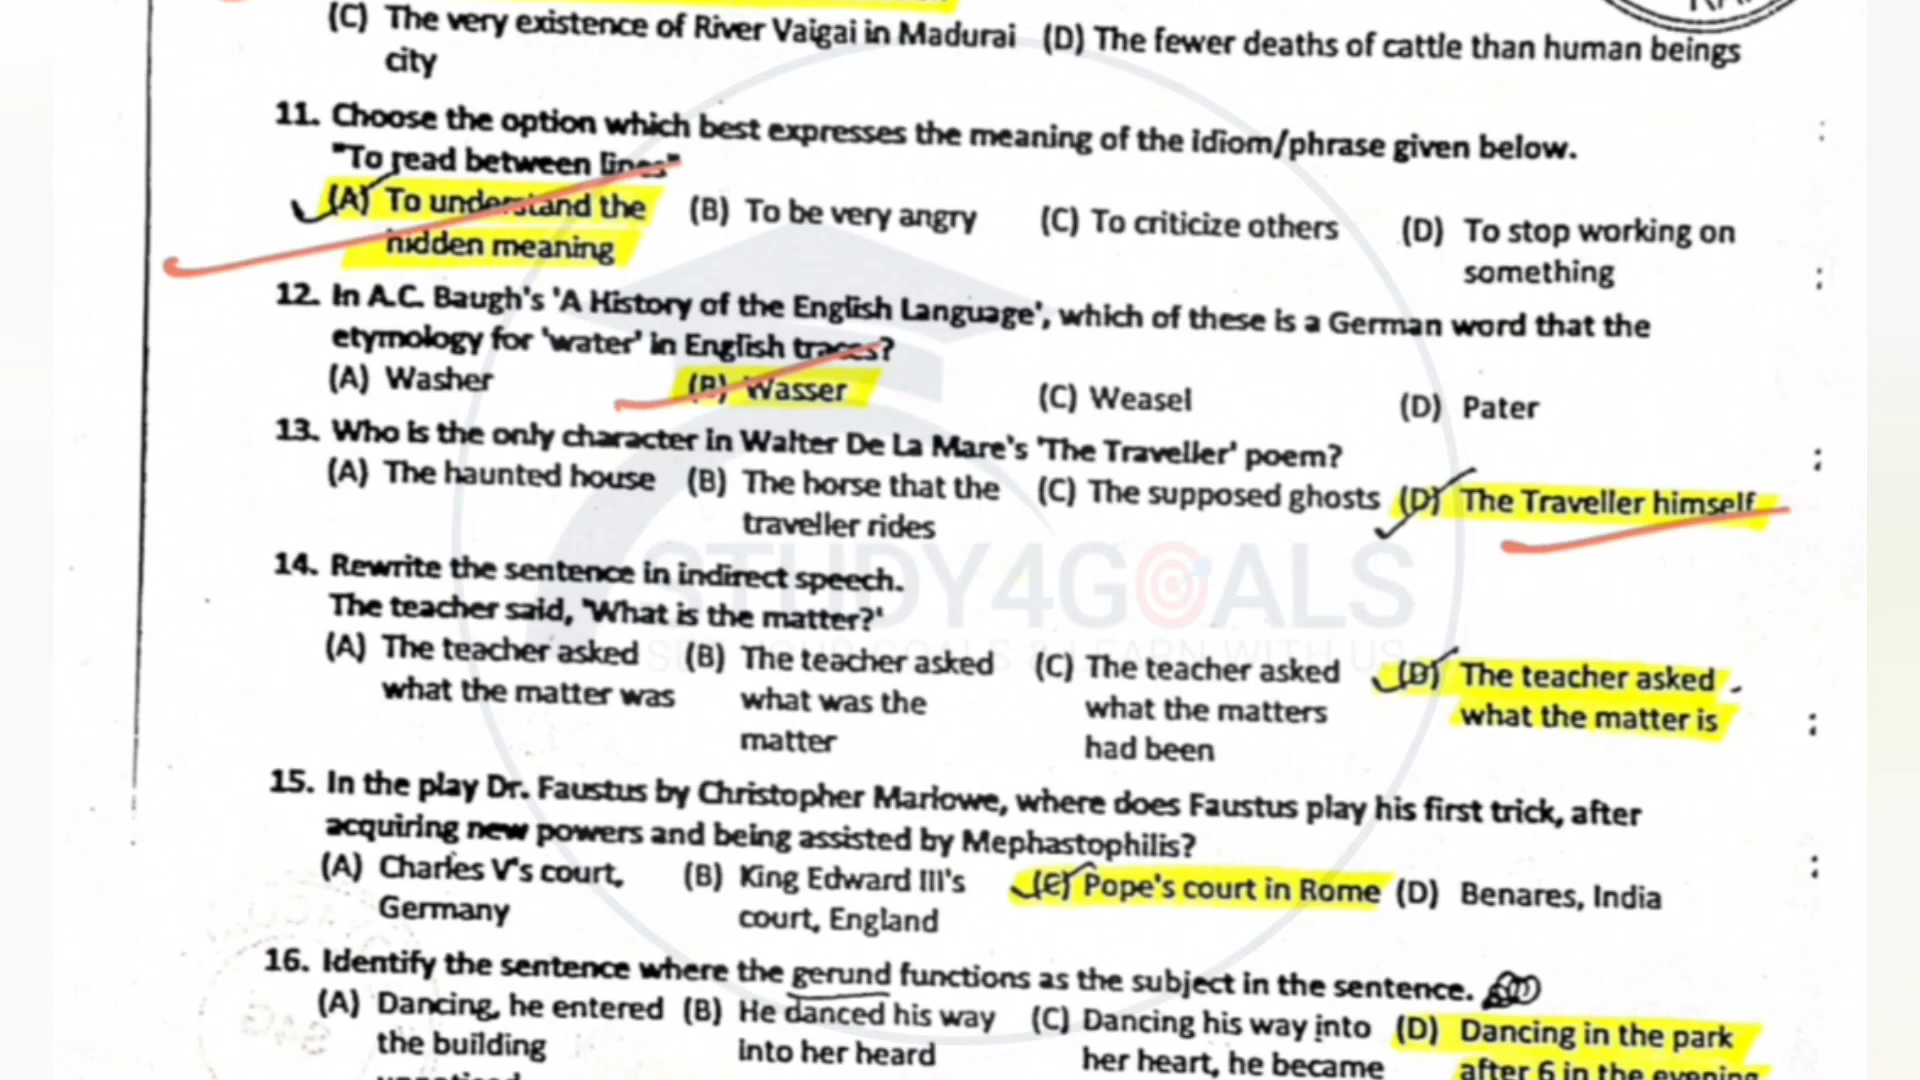 (C) The very existence of River Vaigai in Madurai (D) The fewer deaths of cattle than human beings
city
11. Choose the option which best expresses the meaning of the idiom/phrase given below.
"To read between lines"
(A) To understand the (B) To be very angry (C) To criticize others (D) To stop working on
hidden meaning something
12. In A.C. Baugh's 'A History of the English Language', which of these is a German word that the
etymology for 'water' in English traces?
(A) Washer (B) Wasser (C) Weasel (D) Pater
13. Who is the only character in Walter De La Mare's 'The Traveller' poem?
(A) The haunted house (B) The horse that the (C) The supposed ghosts (D) The Traveller himself
traveller rides
14. Rewrite the sentence in indirect speech.
The teacher said, 'What is the matter?'
(A) The teacher asked (B) The teacher asked (C) The teacher asked (D) The teacher asked
what the matter was what was the what the matters what the matter is
matter had been
15. In the play Dr. Faustus by Christopher Marlowe, where does Faustus play his first trick, after
acquiring new powers and being assisted by Mephastophilis?
(A) Charles V's court, (B) King Edward III's (C) Pope's court in Rome (D) Benares, India
Germany court, England
16. Identify the sentence where the gerund functions as the subject in the sentence.
(A) Dancing, he entered (B) He danced his way (C) Dancing his way into (D) Dancing in the park
the building into her heard her heart, he became after 6 in the evening
STUDY4GOALS
SET YOUR GOALS & LEARN WITH US